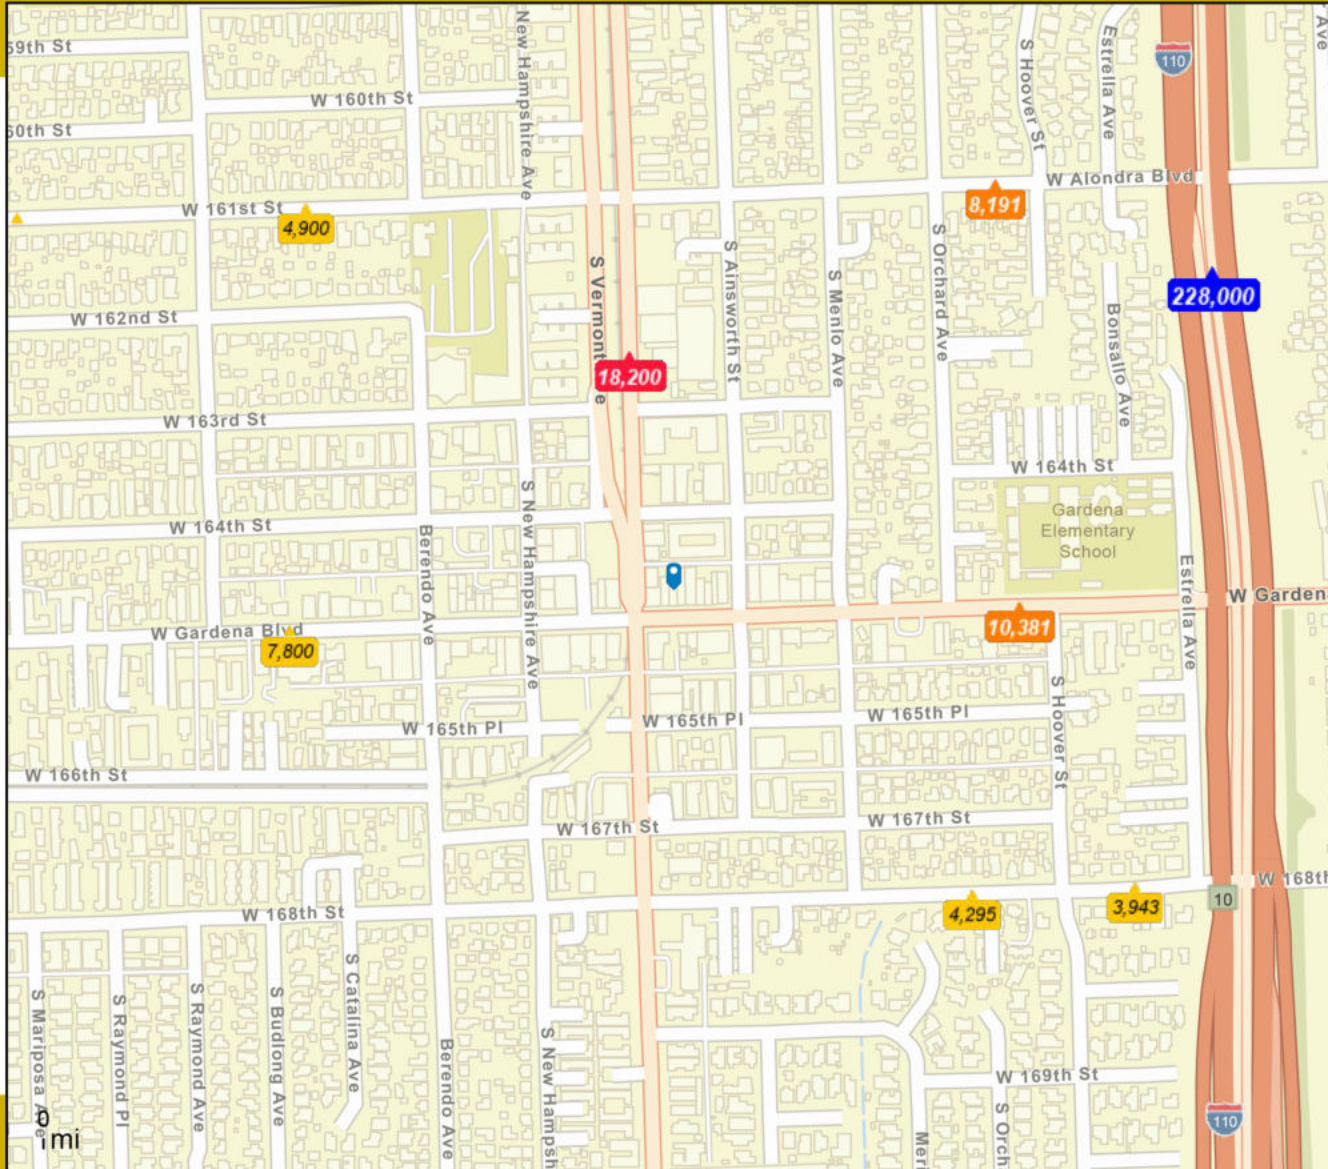 59th St
New Hampshire Ave
S Hoover St
Estrella Ave
Ave
110
W 160th St
60th St
W Alondra Blvd
W 161st St
8,191
4,900
S Vermont
S Ainsworth St
S Menlo Ave
S Orchard Ave
228,000
W 162nd St
Bonsallo Ave
18,200
W 163rd St
W 164th St
S New Hampshire Ave
Gardena
Elementary
School
W 164th St
Berendo Ave
Estrella Ave
W Gardena
W Gardena Blvd
10,381
7,800
S Hoover St
W 165th Pl
W 165th Pl
W 165th Pl
W 166th St
W 167th St
W 167th St
W 168th
10
3,943
4,295
W 168th St
S Mariposa Ave
S Raymond Pl
S Raymond Ave
S Budlong Ave
S Catalina Ave
Berendo Ave
S New Hampsh
W 169th St
S Orch
Meri
110
0
mi